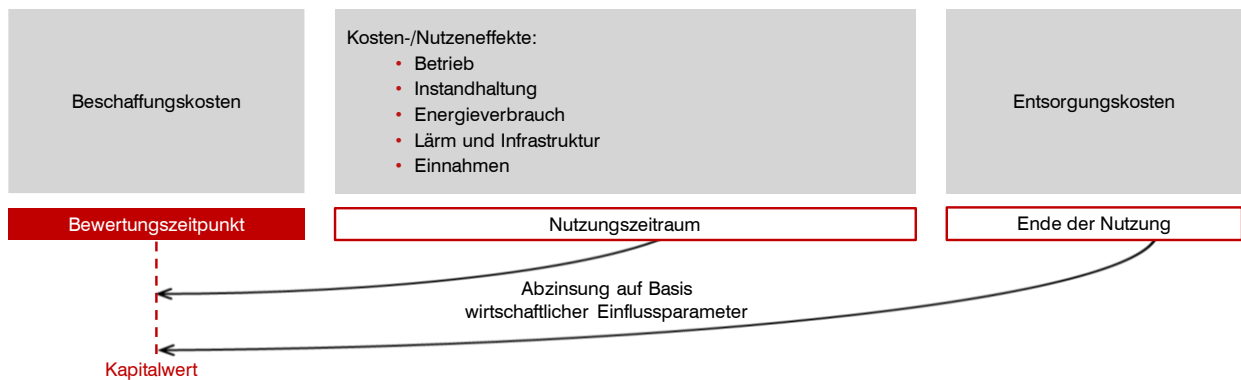 Beschaffungskosten
Kosten-/Nutzeneffekte:
• Betrieb
• Instandhaltung
• Energieverbrauch
• Lärm und Infrastruktur
• Einnahmen
Entsorgungskosten
Bewertungszeitpunkt
Nutzungszeitraum
Ende der Nutzung
Abzinsung auf Basis
wirtschaftlicher Einflussparameter
Kapitalwert